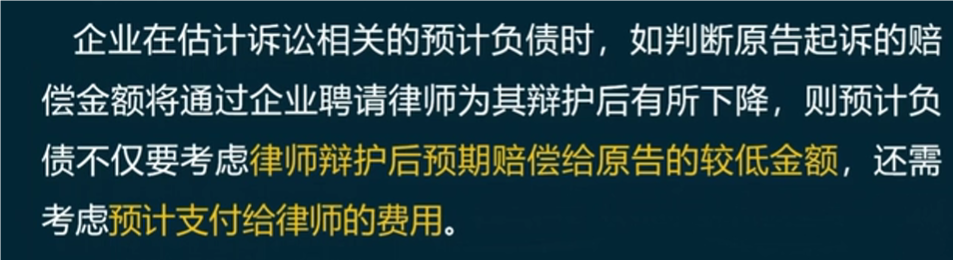 企业在估计诉讼相关的预计负债时，如判断原告起诉的赔
偿金额将通过企业聘请律师为其辩护后有所下降，则预计负
债不仅要考虑律师辩护后预期赔偿给原告的较低金额，还需
考虑预计支付给律师的费用。